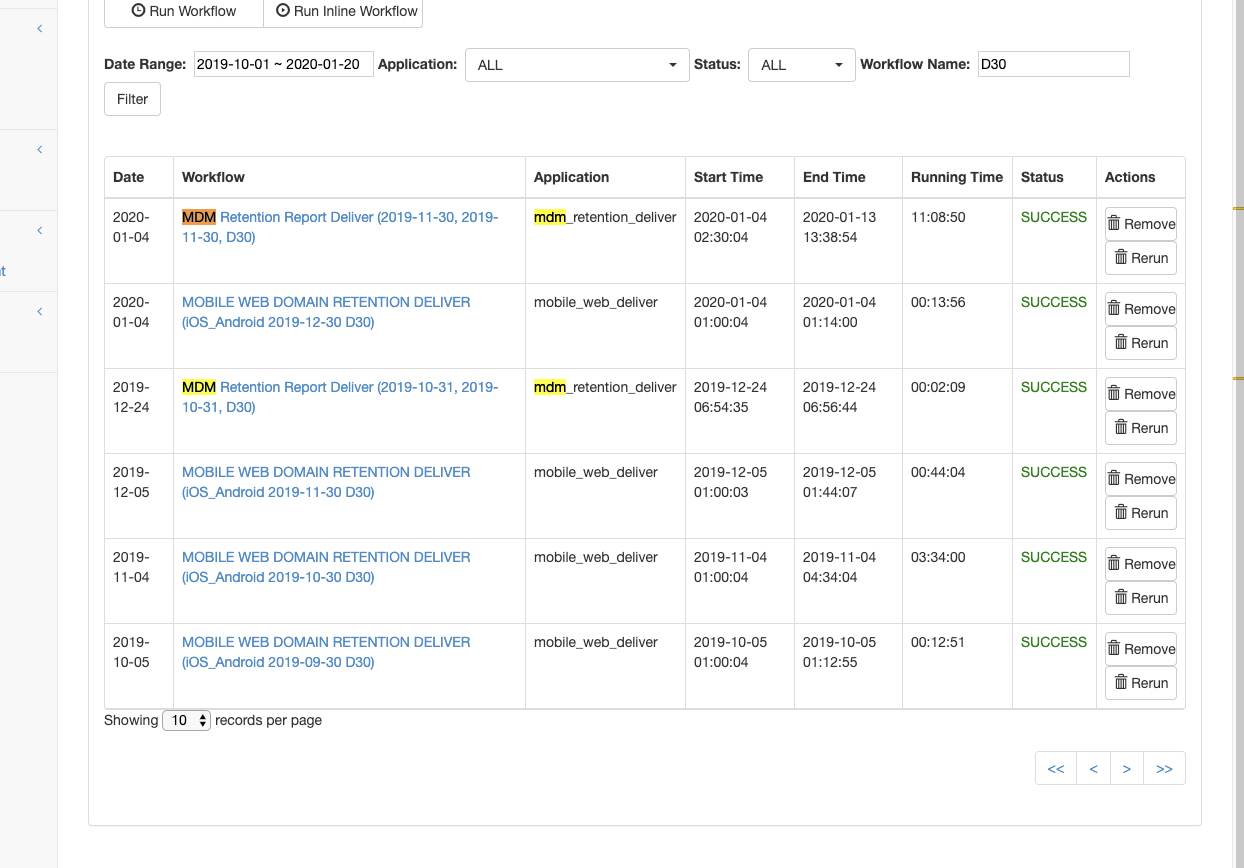 Run Workflow Run Inline Workflow
Date Range: 2019-10-01 ~ 2020-01-20 Application: ALL Status: ALL Workflow Name: D30
Filter
Date Workflow Application Start Time End Time Running Time Status Actions
2020- MDM Retention Report Deliver (2019-11-30, 2019- mdm_retention_deliver 2020-01-04 2020-01-13 11:08:50 SUCCESS Remove
01-04 11-30, D30) 02:30:04 13:38:54
Rerun
2020- MOBILE WEB DOMAIN RETENTION DELIVER mobile_web_deliver 2020-01-04 2020-01-04 00:13:56 SUCCESS Remove
01-04 (iOS_Android 2019-12-30 D30) 01:00:04 01:14:00
Rerun
2019- MDM Retention Report Deliver (2019-10-31, 2019- mdm_retention_deliver 2019-12-24 2019-12-24 00:02:09 SUCCESS Remove
12-24 10-31, D30) 06:54:35 06:56:44
Rerun
2019- MOBILE WEB DOMAIN RETENTION DELIVER mobile_web_deliver 2019-12-05 2019-12-05 00:44:04 SUCCESS Remove
12-05 (iOS_Android 2019-11-30 D30) 01:00:03 01:44:07
Rerun
2019- MOBILE WEB DOMAIN RETENTION DELIVER mobile_web_deliver 2019-11-04 2019-11-04 03:34:00 SUCCESS Remove
11-04 (iOS_Android 2019-10-30 D30) 01:00:04 04:34:04
Rerun
2019- MOBILE WEB DOMAIN RETENTION DELIVER mobile_web_deliver 2019-10-05 2019-10-05 00:12:51 SUCCESS Remove
10-05 (iOS_Android 2019-09-30 D30) 01:00:04 01:12:55
Rerun
Showing 10 records per page
<< < > >>